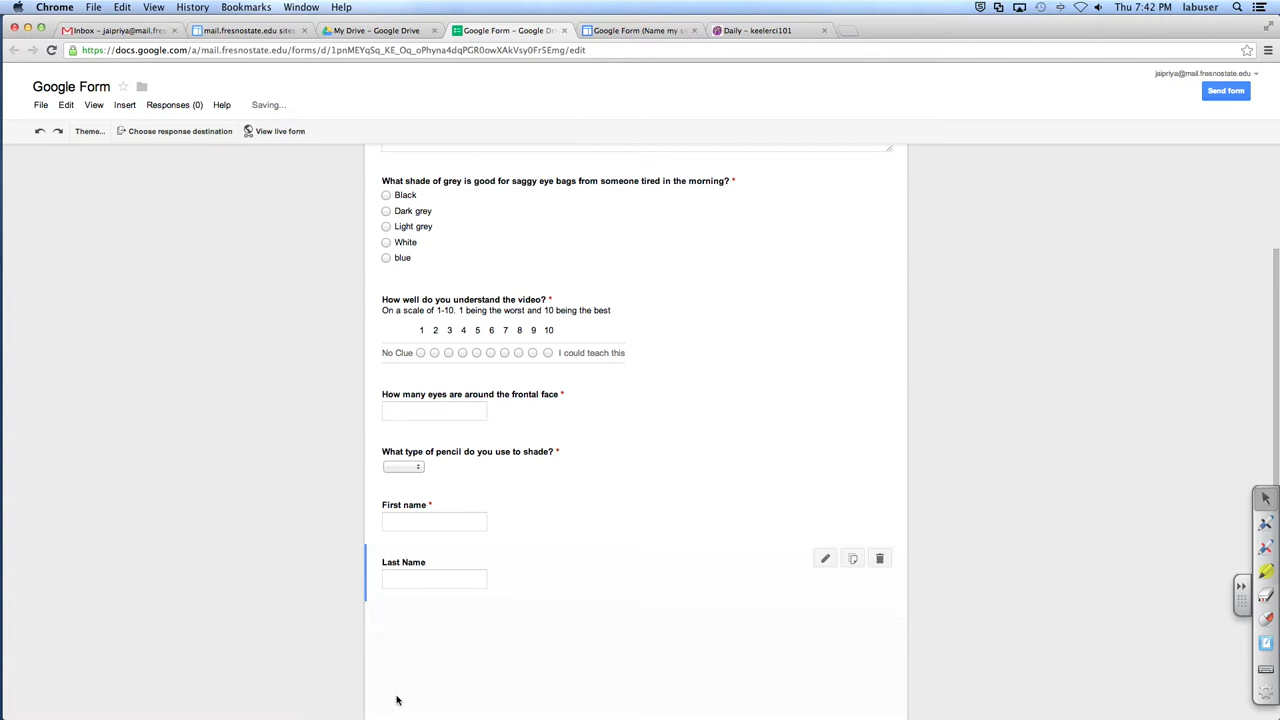 Chrome File Edit View History Bookmarks Window Help Thu 7:42 PM labuser
Inbox – jaipriya@mail.fres mail.fresnostate.edu sites My Drive – Google Drive Google Form – Google Dri Google Form (Name my si Daily – keelerci101
https://docs.google.com/a/mail.fresnostate.edu/forms/d/
jaipriya@mail.fresnostate.edu
Google Form
Send form
File Edit View Insert Responses (0) Help Saving...
Theme... Choose response destination View live form
What shade of grey is good for saggy eye bags from someone tired in the morning? *
Black
Dark grey
Light grey
White
blue
How well do you understand the video? *
On a scale of 1-10. 1 being the worst and 10 being the best
1 2 3 4 5 6 7 8 9 10
No Clue I could teach this
How many eyes are around the frontal face *
What type of pencil do you use to shade? *
First name *
Last Name